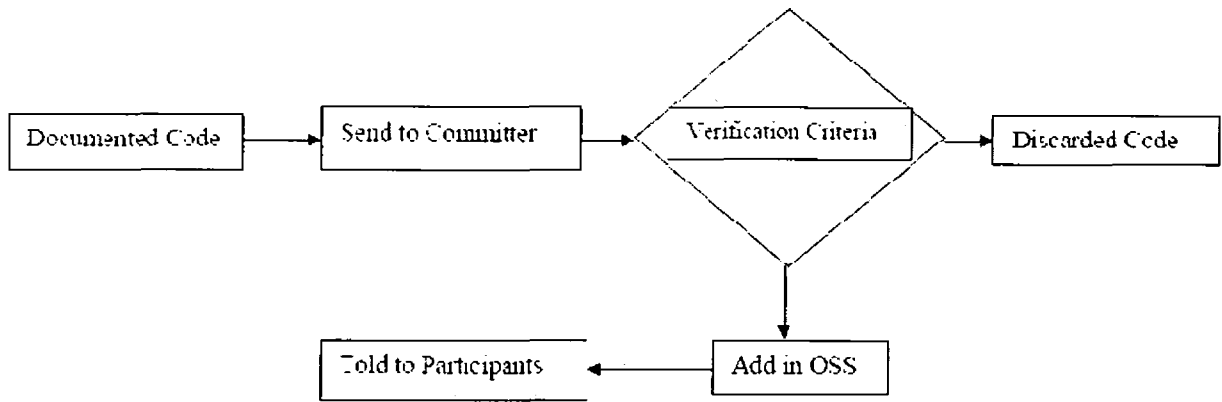 Documented Code
Send to Committer
Verification Criteria
Discarded Code
Told to Participants
Add in OSS